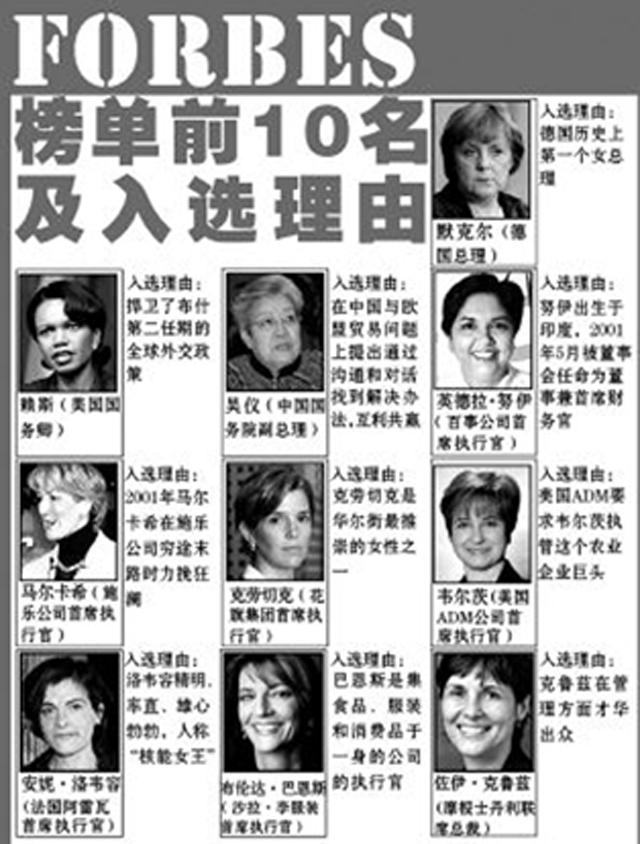 FORBES
榜单前10名
及入选理由
默克尔（德
国总理）
入选理由：
德国历史上
第一个女总
理
赖斯（美国国
务卿）
入选理由：
捍卫了布什
第二任期的
全球外交政
策
吴仪（中国国
务院副总理）
入选理由：
在中国与欧
盟贸易问题
上提出通过
沟通和对话
找到解决办
法,互利共赢
英德拉·努伊
（百事公司首
席执行官）
入选理由：
努伊出生于
印度，2001
年5月被董事
会任命为董
事兼首席财
务官
马尔卡希（施
乐公司首席执
行官）
入选理由：
2001年马尔
卡希在施乐
公司穷途末
路时力挽狂
澜
克劳切克（花
旗集团首席执
行官）
入选理由：
克劳切克是
华尔街最推
崇的女性之
一
韦尔茨（美国
ADM公司首
席执行官）
入选理由：
美国ADM要
求韦尔茨执
管这个农业
企业巨头
安妮·洛韦容
（法国阿雷瓦
首席执行官）
入选理由：
洛韦容精明、
率直、雄心
勃勃，人称
“核能女王”
布伦达·巴恩斯
（沙拉·李服装
首席执行官）
入选理由：
巴恩斯是集
食品、服装
和消费品于
一身的公司
的执行官
佐伊·克鲁兹
（摩根士丹利联
席总裁）
入选理由：
克鲁兹在管
理方面才华
出众